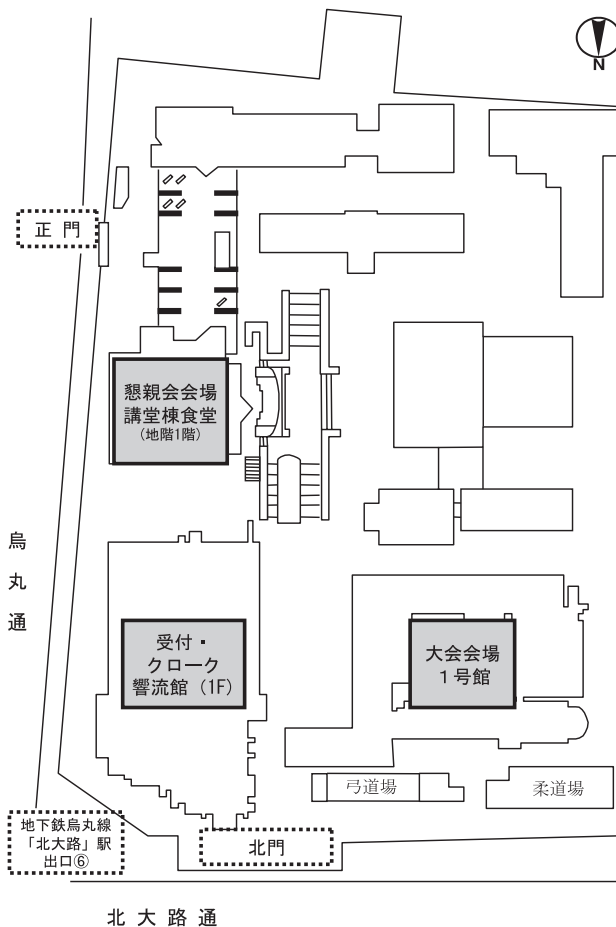 N
正門
懇親会会場
講堂棟食堂
(地階1階)
烏丸通
受付・
クローク
響流館 (1F)
大会会場
1号館
弓道場
柔道場
地下鉄烏丸線
「北大路」駅
出口⑥
北門
北大路通